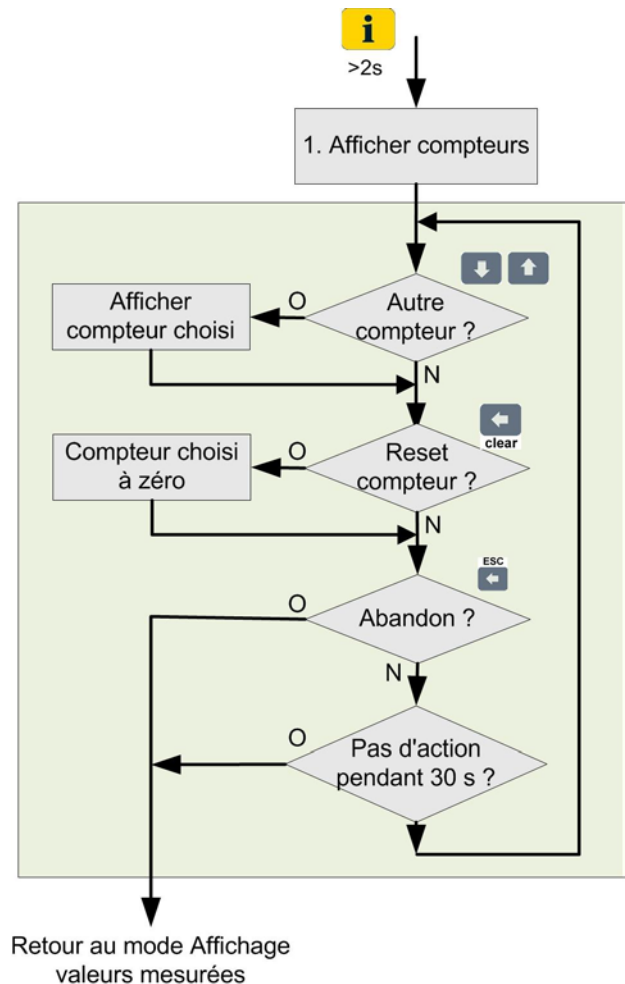 i
>2s
1. Afficher compteurs
Afficher
compteur choisi
O
Autre
compteur ?
N
clear
Compteur choisi
à zéro
O
Reset
compteur ?
N
ESC
O
Abandon ?
N
O
Pas d'action
pendant 30 s ?
Retour au mode Affichage
valeurs mesurées